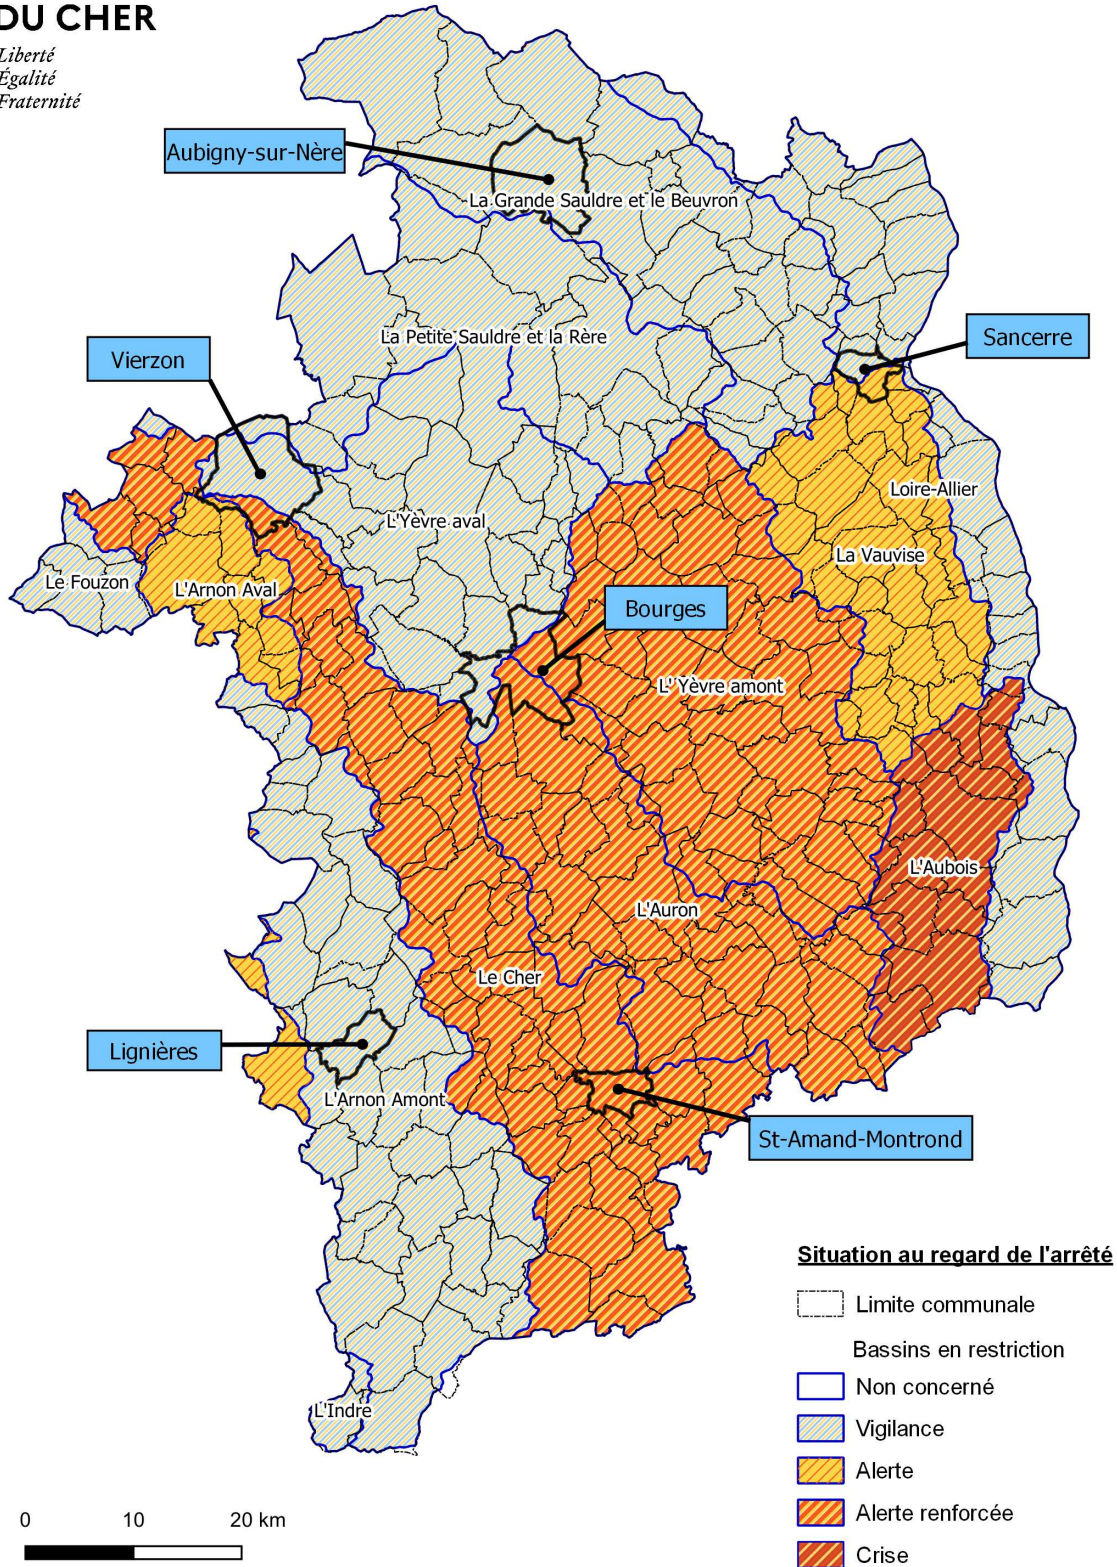 DU CHER
Liberté
Égalité
Fraternité
Aubigny-sur-Nère
La Grande Sauldre et le Beuvron
La Petite Sauldre et la Rère
Sancerre
Vierzon
Loire-Allier
L'Yèvre aval
La Vauvise
Le Fouzon
L'Arnon Aval
Bourges
L'Yèvre amont
L'Aubois
L'Auron
Le Cher
Lignières
L'Arnon Amont
St-Amand-Montrond
L'Indre
Situation au regard de l'arrêté
Limite communale
Bassins en restriction
Non concerné
Vigilance
Alerte
Alerte renforcée
Crise
0 10 20 km